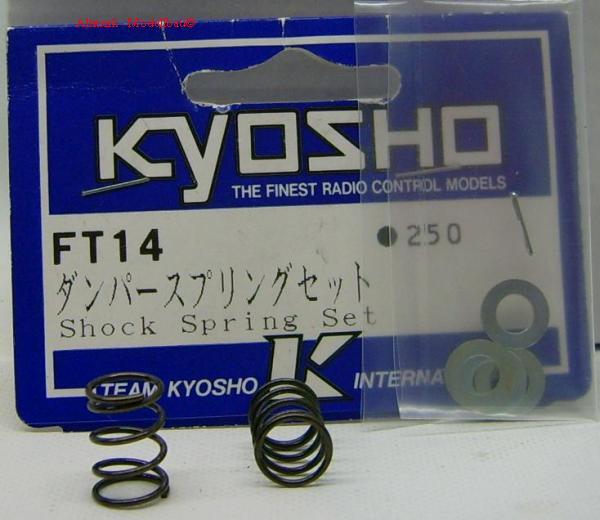 KYOSHO
THE FINEST RADIO CONTROL MODELS
FT14
●250
ダンパースプリングセット
Shock Spring Set
TEAM KYOSHO K INTERNA